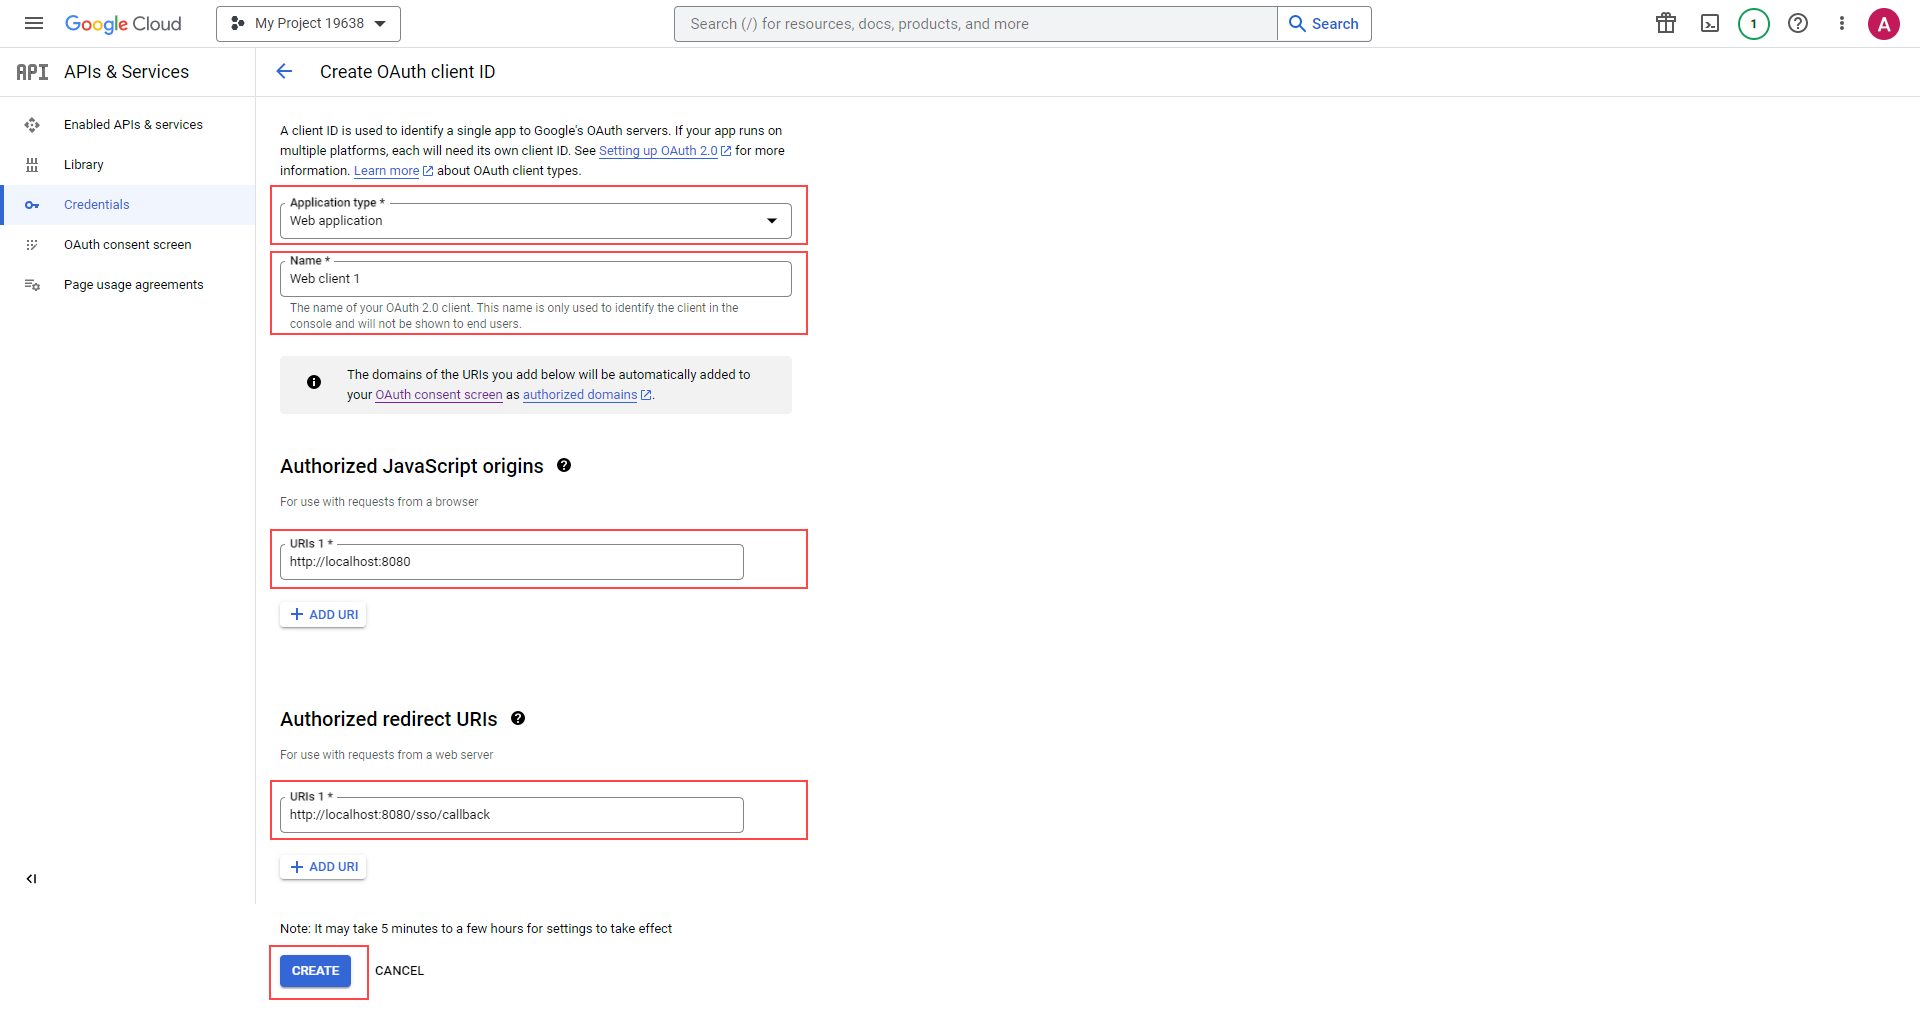 Google Cloud
My Project 19638
Search (/) for resources, docs, products, and more
Search
1
A
API
APIs & Services
Create OAuth client ID
Enabled APIs & services
Library
Credentials
OAuth consent screen
Page usage agreements
A client ID is used to identify a single app to Google's OAuth servers. If your app runs on
multiple platforms, each will need its own client ID. See Setting up OAuth 2.0 for more
information. Learn more about OAuth client types.
Application type *
Web application
Name *
Web client 1
The name of your OAuth 2.0 client. This name is only used to identify the client in the
console and will not be shown to end users.
The domains of the URIs you add below will be automatically added to
your OAuth consent screen as authorized domains.
Authorized JavaScript origins
For use with requests from a browser
URIs 1 *
http://localhost:8080
ADD URI
Authorized redirect URIs
For use with requests from a web server
URIs 1 *
http://localhost:8080/sso/callback
ADD URI
Note: It may take 5 minutes to a few hours for settings to take effect
CREATE
CANCEL